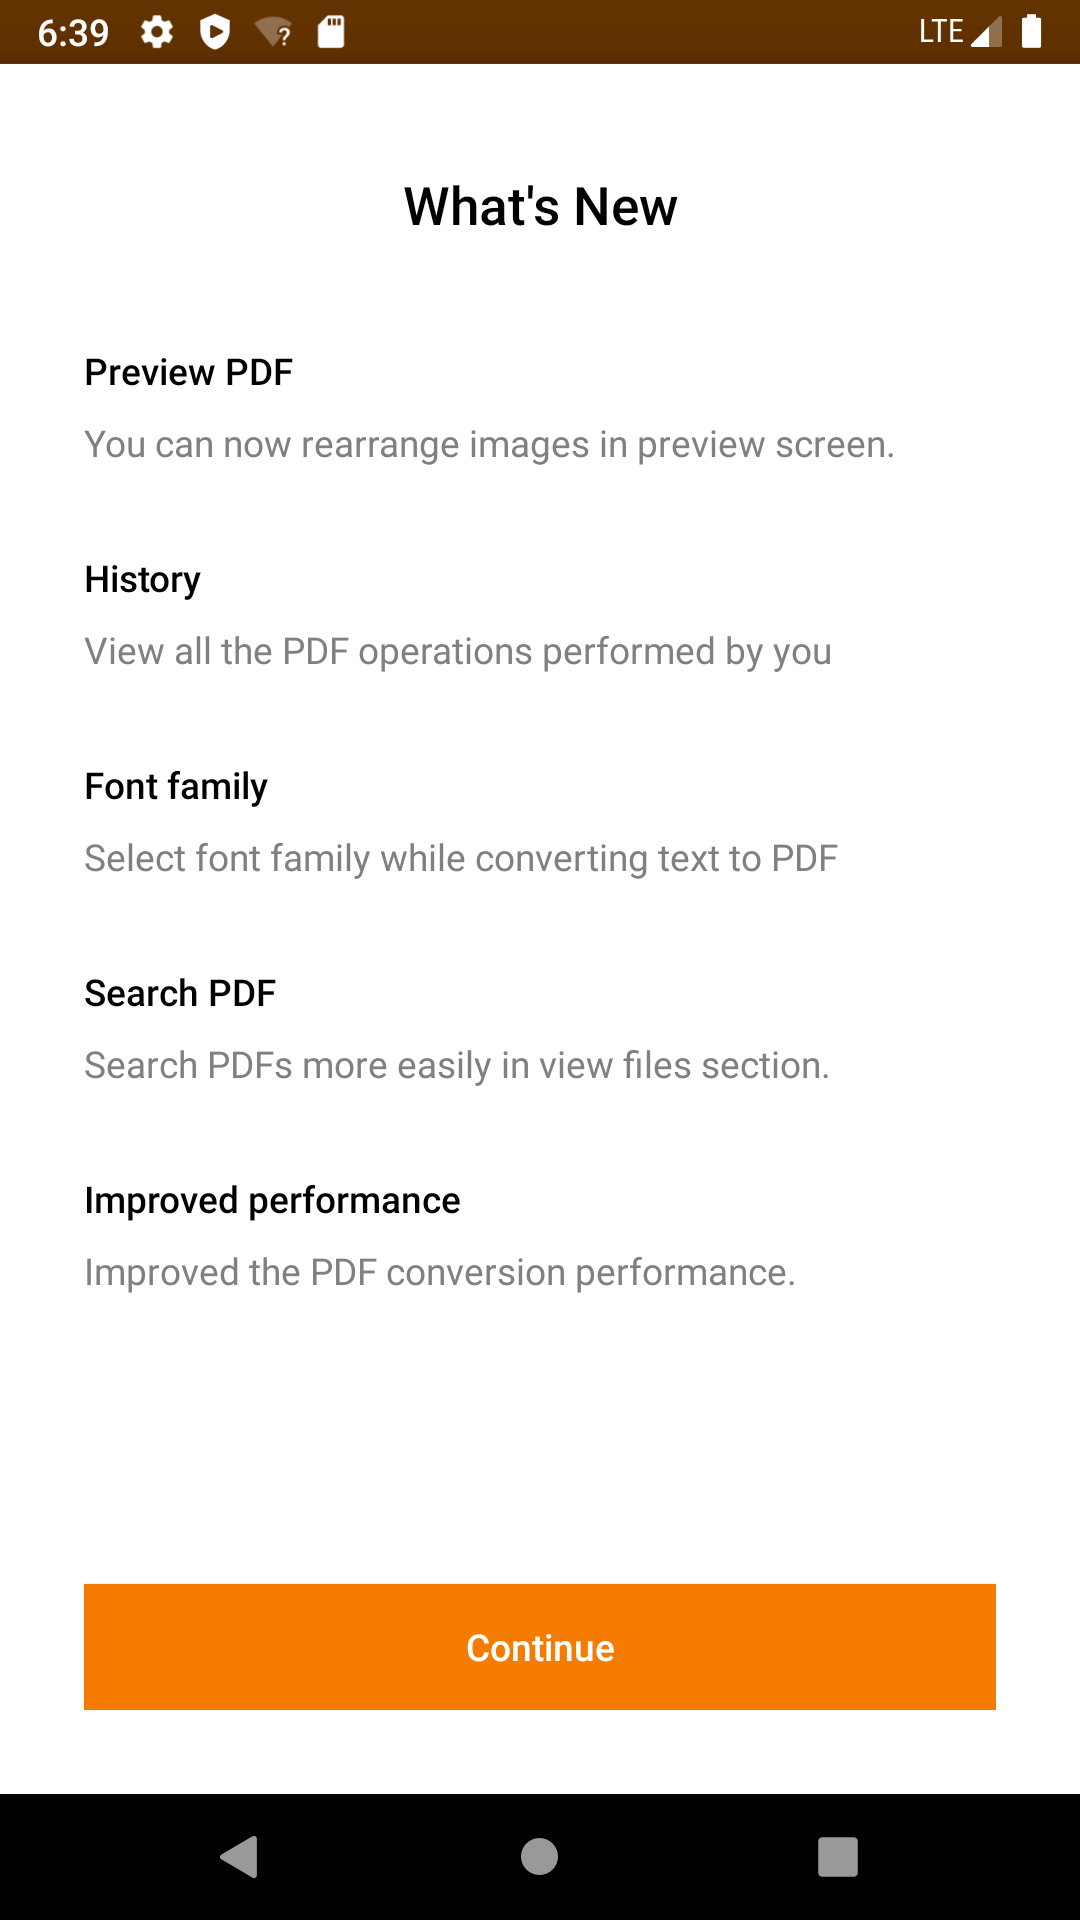 6:39 LTE
What's New
Preview PDF
You can now rearrange images in preview screen.
History
View all the PDF operations performed by you
Font family
Select font family while converting text to PDF
Search PDF
Search PDFs more easily in view files section.
Improved performance
Improved the PDF conversion performance.
Continue